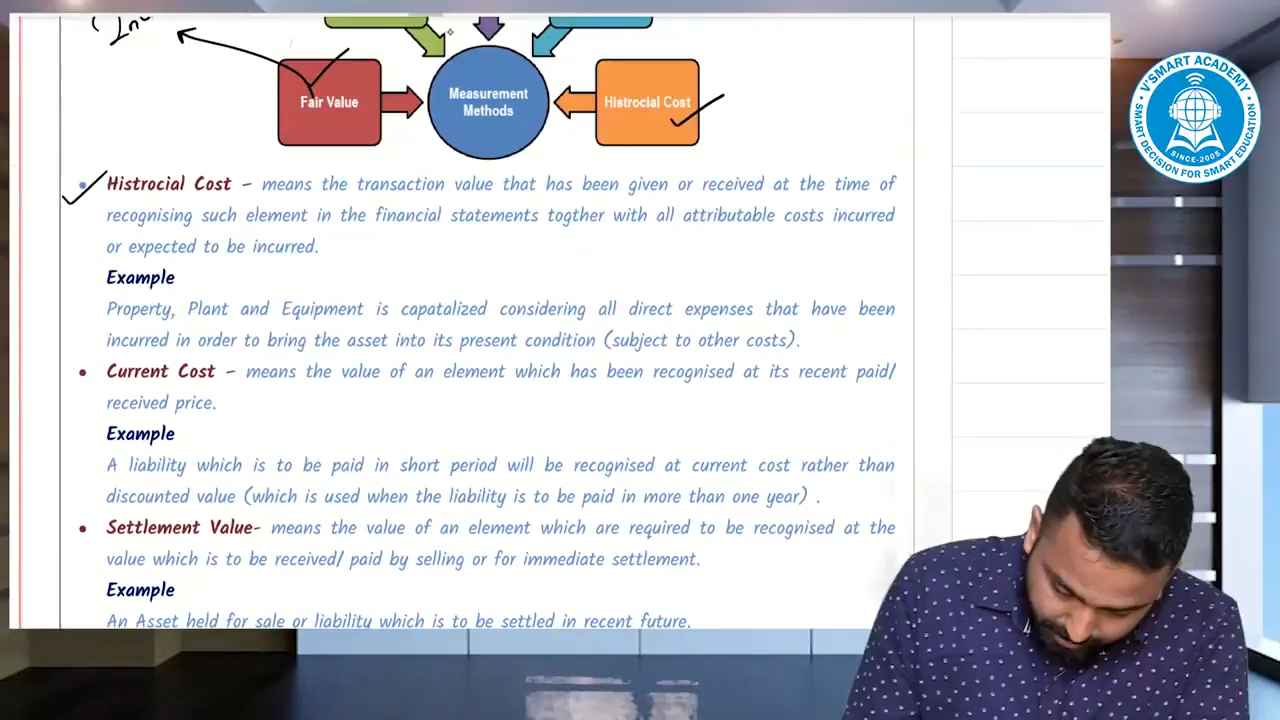 Fair Value
Measurement
Methods
Histrocial Cost
• Histrocial Cost – means the transaction value that has been given or received at the time of
recognising such element in the financial statements togther with all attributable costs incurred
or expected to be incurred.
Example
Property, Plant and Equipment is capatalized considering all direct expenses that have been
incurred in order to bring the asset into its present condition (subject to other costs).
• Current Cost – means the value of an element which has been recognised at its recent paid/
received price.
Example
A liability which is to be paid in short period will be recognised at current cost rather than
discounted value (which is used when the liability is to be paid in more than one year) .
• Settlement Value- means the value of an element which are required to be recognised at the
value which is to be received/ paid by selling or for immediate settlement.
Example
An Asset held for sale or liability which is to be settled in recent future.
• V'SMART ACADEMY •
SMART DECISION FOR SMART EDUCATION
SINCE-2005